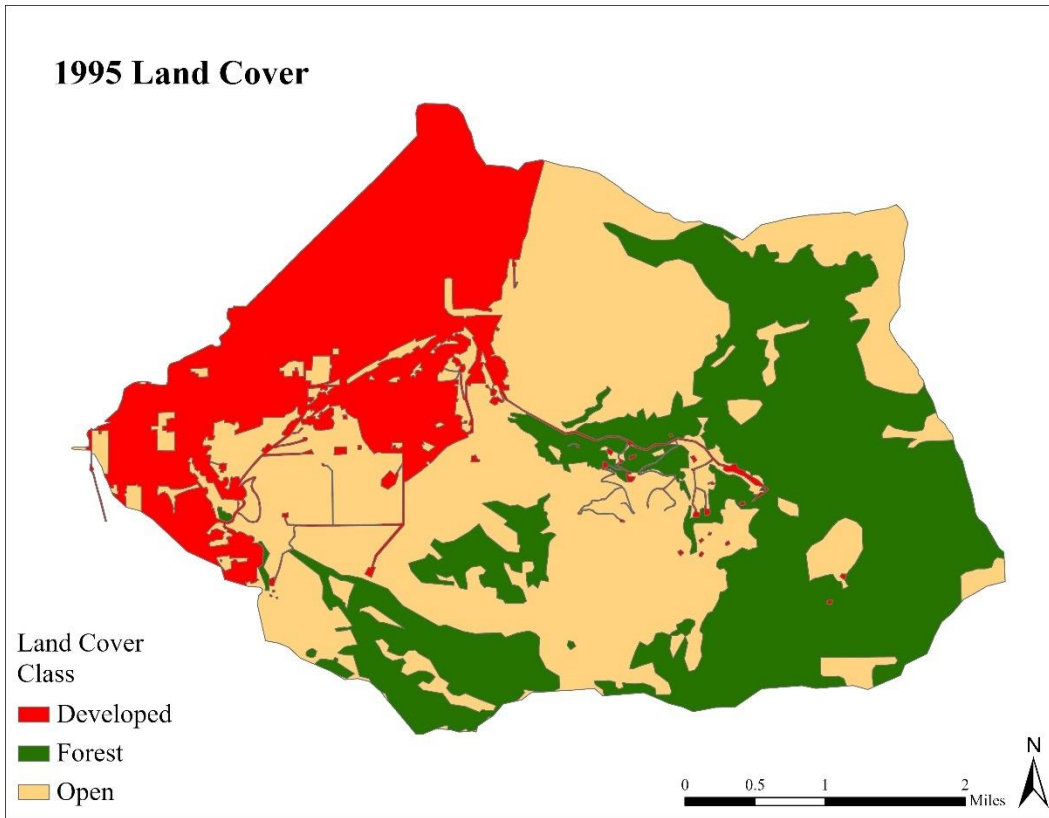 1995 Land Cover
Land Cover
Class
Developed
Forest
Open
N
0 0.5 1 2
Miles